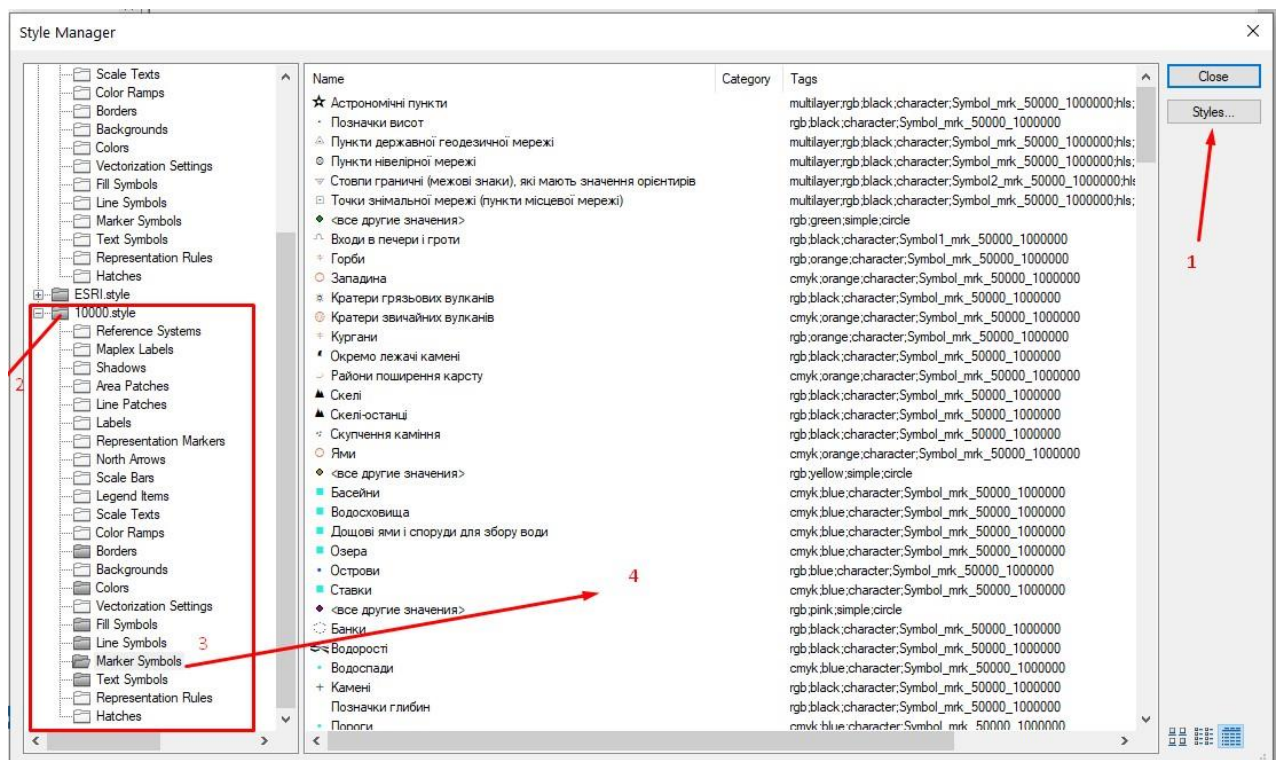 Style Manager
Scale Texts
Color Ramps
Borders
Backgrounds
Colors
Vectorization Settings
Fill Symbols
Line Symbols
Marker Symbols
Text Symbols
Representation Rules
Hatches
ESRI.style
10000.style
Reference Systems
Maplex Labels
Shadows
Area Patches
Line Patches
Labels
Representation Markers
North Arrows
Scale Bars
Legend Items
Scale Texts
Color Ramps
Borders
Backgrounds
Colors
Vectorization Settings
Fill Symbols
Line Symbols
Marker Symbols
Text Symbols
Representation Rules
Hatches
2
3
Name Category Tags
Астрономічні пункти multilayer;rgb;black;character;Symbol_mrk_50000_1000000;hls;
Позначки висот rgb;black;character;Symbol_mrk_50000_1000000
Пункти державної геодезичної мережі multilayer;rgb;black;character;Symbol_mrk_50000_1000000;hls;
Пункти нівелірної мережі multilayer;rgb;black;character;Symbol_mrk_50000_1000000;hls;
Стовпи граничні (межові знаки), які мають значення орієнтирів multilayer;rgb;black;character;Symbol2_mrk_50000_1000000;hls
Точки знімальної мережі (пункти місцевої мережі) multilayer;rgb;black;character;Symbol_mrk_50000_1000000;hls;
<все другие значения> rgb;green;simple;circle
Входи в печери і гроти rgb;black;character;Symbol1_mrk_50000_1000000
Горби rgb;orange;character;Symbol_mrk_50000_1000000
Западина cmyk;orange;character;Symbol_mrk_50000_1000000
Кратери грязьових вулканів rgb;black;character;Symbol_mrk_50000_1000000
Кратери звичайних вулканів cmyk;orange;character;Symbol_mrk_50000_1000000
Кургани rgb;orange;character;Symbol_mrk_50000_1000000
Окремо лежачі камені rgb;black;character;Symbol_mrk_50000_1000000
Райони поширення карсту cmyk;orange;character;Symbol_mrk_50000_1000000
Скелі rgb;black;character;Symbol_mrk_50000_1000000
Скелі-останці rgb;black;character;Symbol_mrk_50000_1000000
Скупчення каміння rgb;black;character;Symbol_mrk_50000_1000000
Ями cmyk;orange;character;Symbol_mrk_50000_1000000
<все другие значения> rgb;yellow;simple;circle
Басейни cmyk;blue;character;Symbol_mrk_50000_1000000
Водосховища cmyk;blue;character;Symbol_mrk_50000_1000000
Дощові ями і споруди для збору води cmyk;blue;character;Symbol_mrk_50000_1000000
Озера cmyk;blue;character;Symbol_mrk_50000_1000000
Острови rgb;blue;character;Symbol_mrk_50000_1000000
Ставки cmyk;blue;character;Symbol_mrk_50000_1000000
<все другие значения> rgb;pink;simple;circle
Банки rgb;black;character;Symbol_mrk_50000_1000000
Водорості rgb;black;character;Symbol_mrk_50000_1000000
Водоспади cmyk;blue;character;Symbol_mrk_50000_1000000
Камені rgb;black;character;Symbol_mrk_50000_1000000
Позначки глибин rgb;black;character;Symbol_mrk_50000_1000000
Пороги cmyk;blue;character;Symbol_mrk_50000_1000000
4
Close
Styles...
1